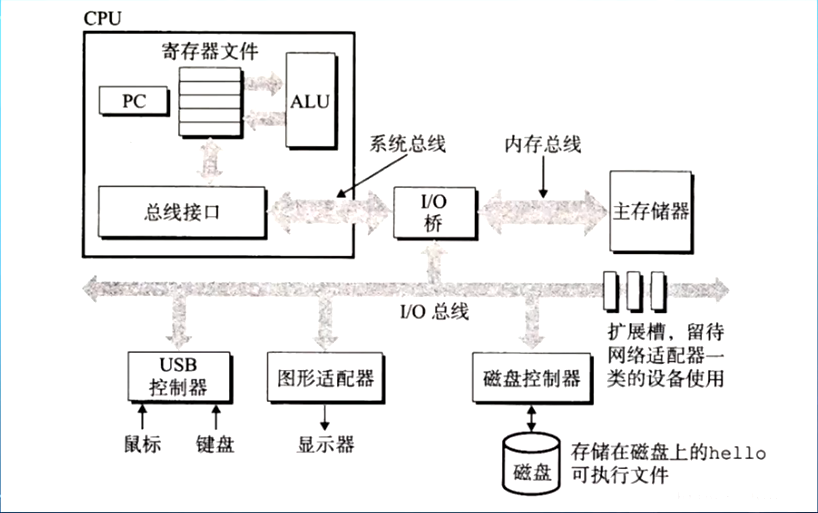 CPU
寄存器文件
PC
ALU
系统总线
内存总线
总线接口
I/O
桥
主存储器
I/O 总线
扩展槽，留待
网络适配器一
类的设备使用
USB
控制器
图形适配器
磁盘控制器
鼠标
键盘
显示器
磁盘
存储在磁盘上的hello
可执行文件